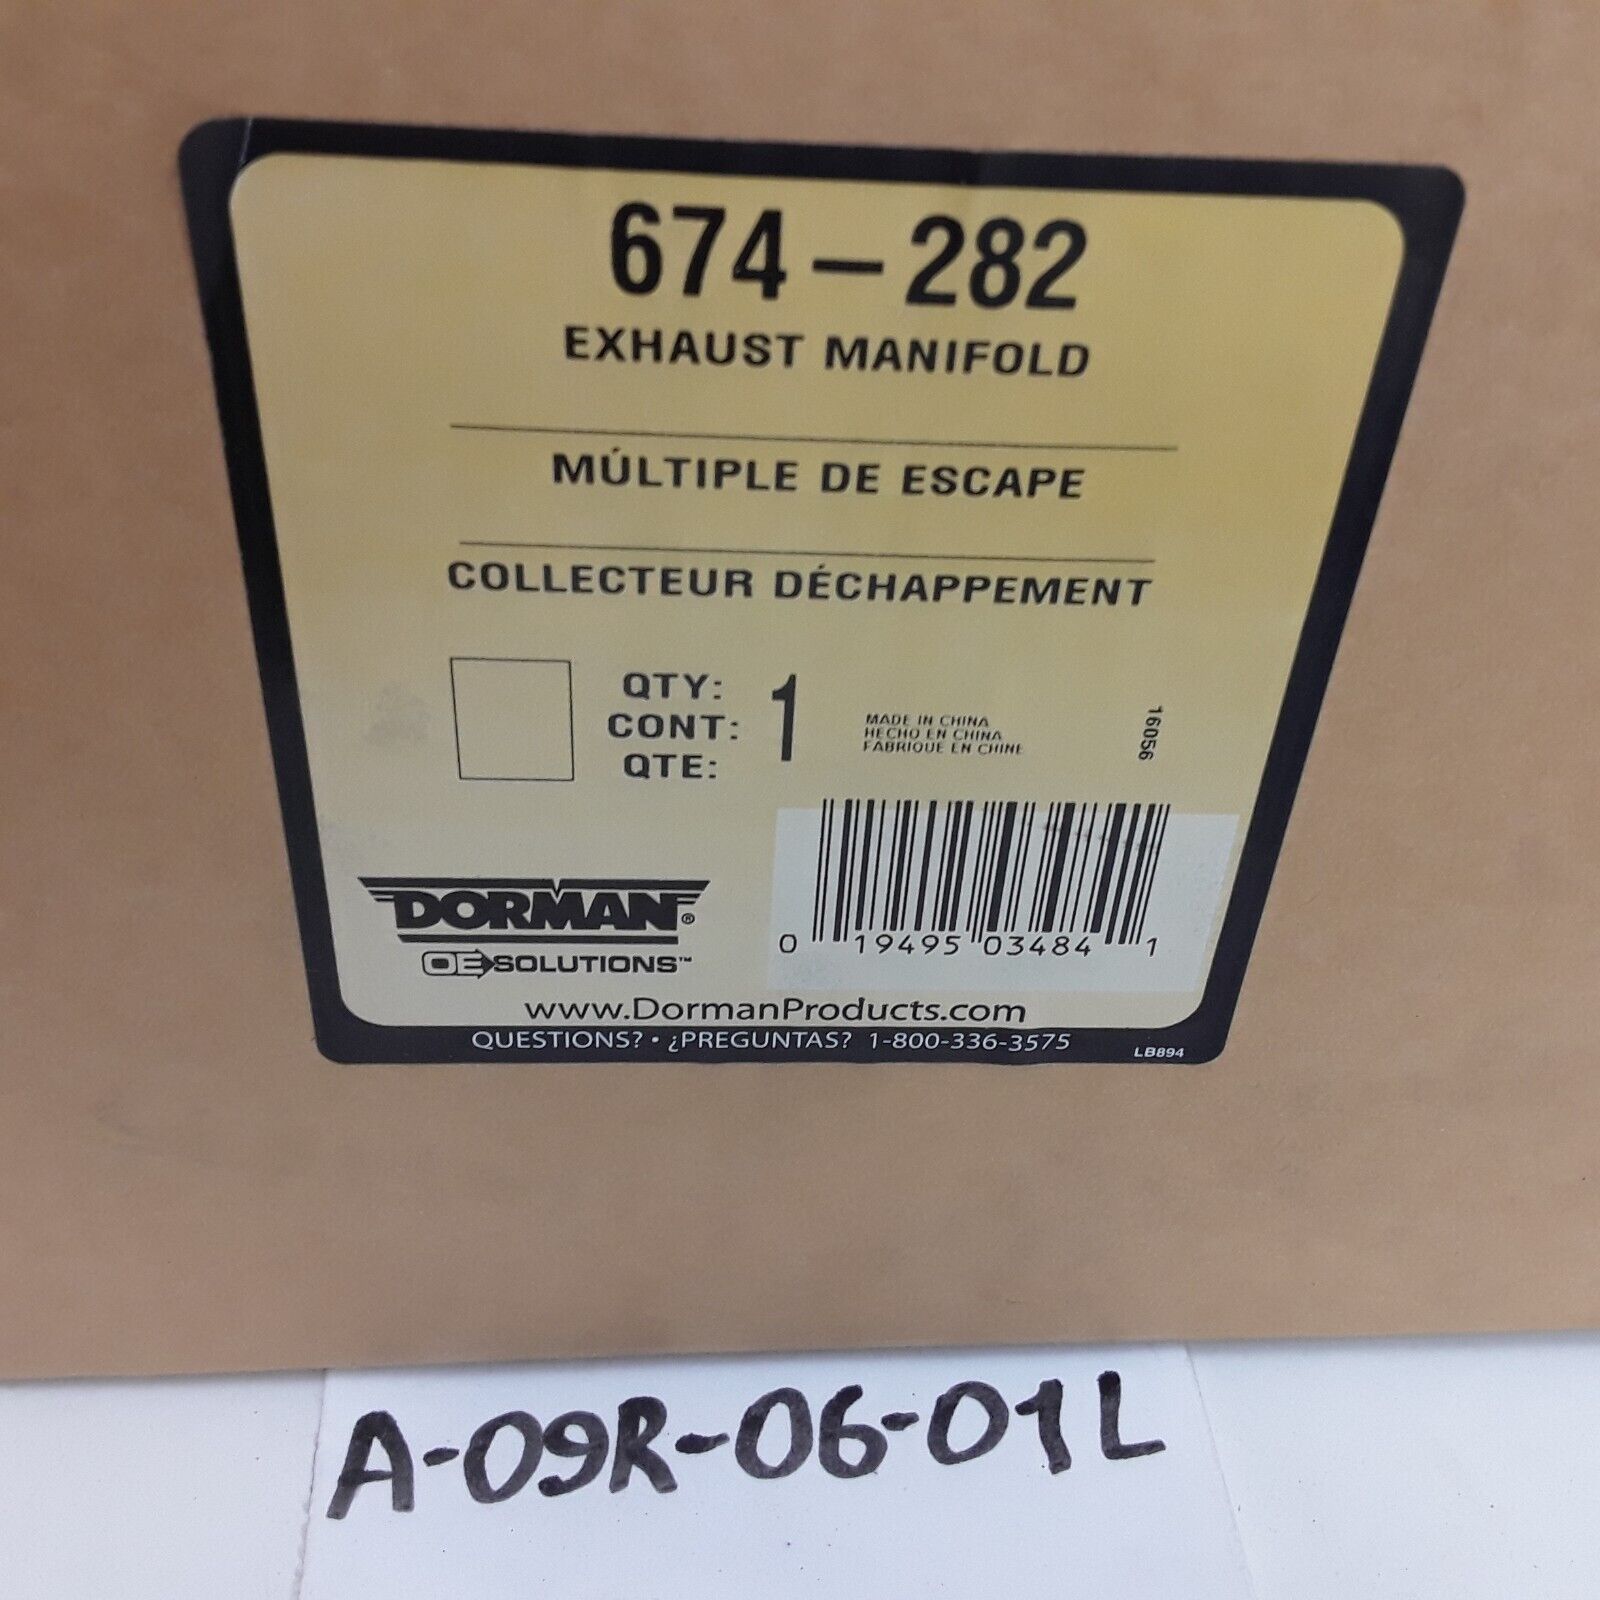 674-282
EXHAUST MANIFOLD
MÚLTIPLE DE ESCAPE
COLLECTEUR DÉCHAPPEMENT
QTY:
CONT: 1
QTE:
MADE IN CHINA
HECHO EN CHINA
FABRIQUE EN CHINE
16056
DORMAN®
OE SOLUTIONS™
0 19495 03484 1
www.DormanProducts.com
QUESTIONS? • ¿PREGUNTAS? 1-800-336-3575
LB894
A-09R-06-01L